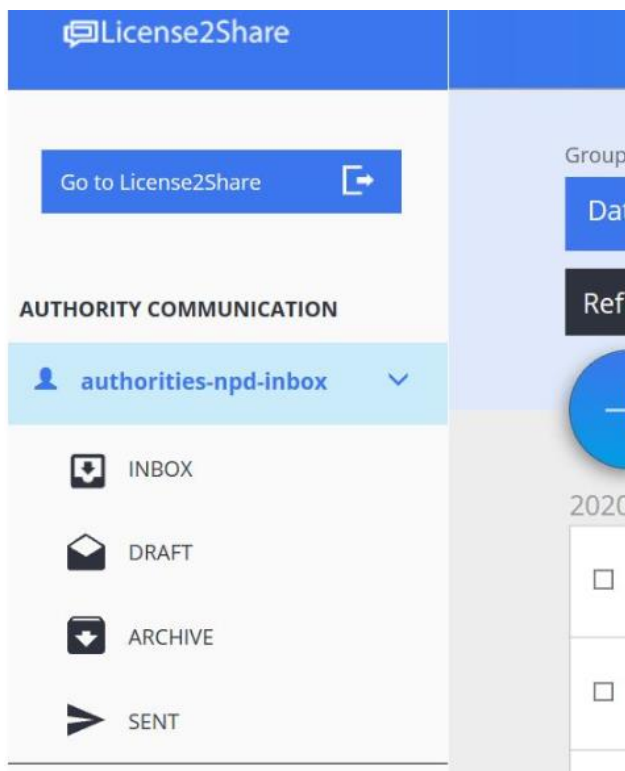 License2Share
Group
Go to License2Share
Dat
Ref
AUTHORITY COMMUNICATION
authorities-npd-inbox
INBOX
2020
DRAFT
ARCHIVE
SENT